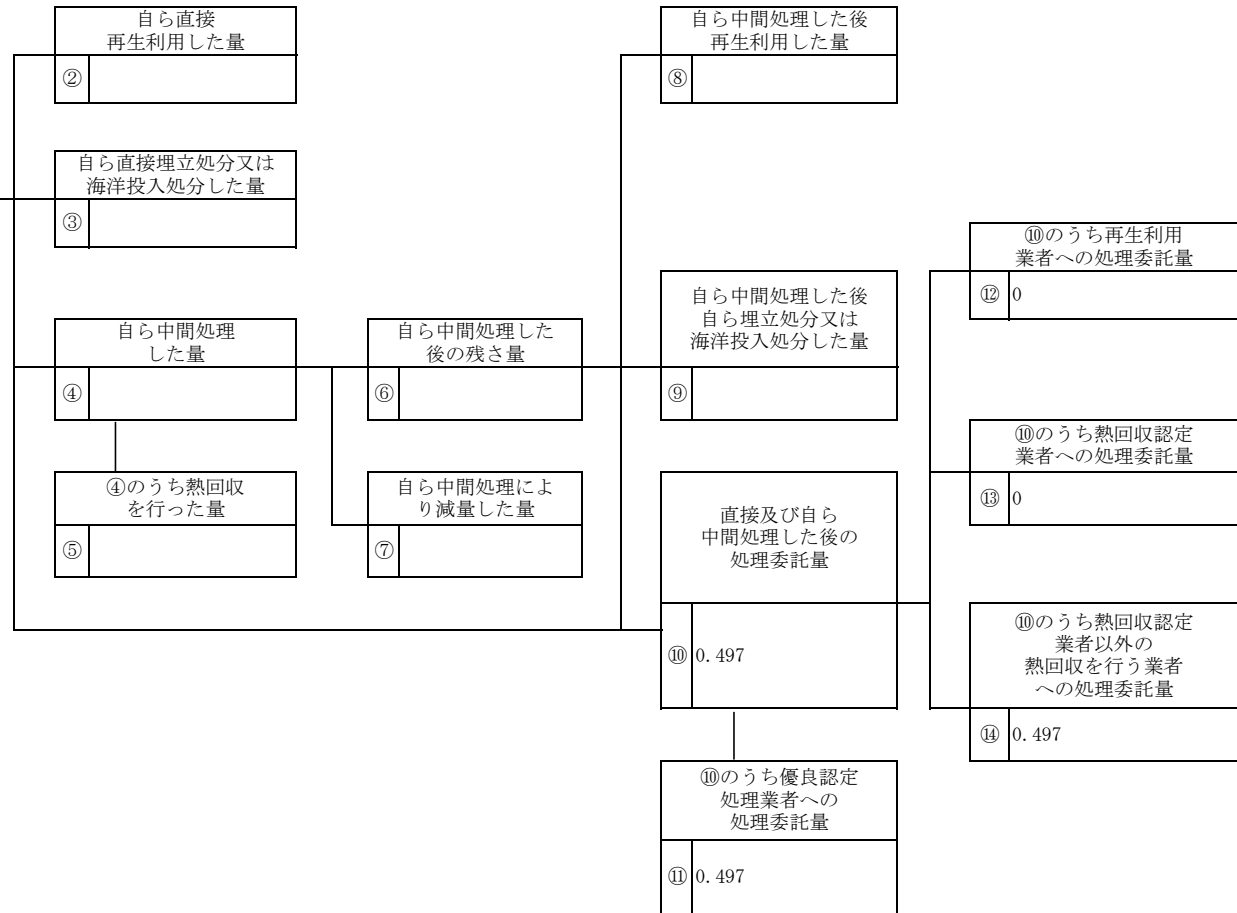 自ら直接
再生利用した量
②
自ら中間処理した後
再生利用した量
⑧
自ら直接埋立処分又は
海洋投入処分した量
③
⑩のうち再生利用
業者への処理委託量
⑫ 0
自ら中間処理した後
自ら埋立処分又は
海洋投入処分した量
⑨
自ら中間処理
した量
④
自ら中間処理した
後の残さ量
⑥
⑩のうち熱回収認定
業者への処理委託量
⑬ 0
④のうち熱回収
を行った量
⑤
自ら中間処理によ
り減量した量
⑦
直接及び自ら
中間処理した後の
処理委託量
⑩ 0.497
⑩のうち熱回収認定
業者以外の
熱回収を行う業者
への処理委託量
⑭ 0.497
⑩のうち優良認定
処理業者への
処理委託量
⑪ 0.497